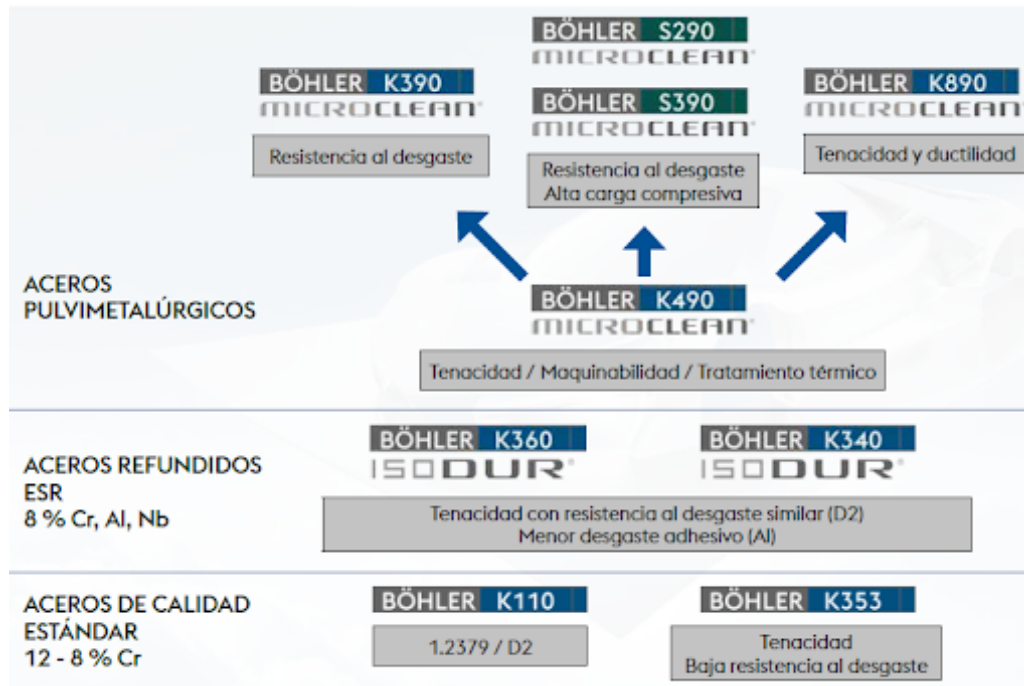 BÖHLER S290
MICROCLEAN®
BÖHLER K390
MICROCLEAN®
BÖHLER S390
MICROCLEAN®
BÖHLER K890
MICROCLEAN®
Resistencia al desgaste
Resistencia al desgaste
Alta carga compresiva
Tenacidad y ductilidad
ACEROS
PULVIMETALÚRGICOS
BÖHLER K490
MICROCLEAN®
Tenacidad / Maquinabilidad / Tratamiento térmico
ACEROS REFUNDIDOS
ESR
8 % Cr, Al, Nb
BÖHLER K360
ISODUR®
BÖHLER K340
ISODUR®
Tenacidad con resistencia al desgaste similar (D2)
Menor desgaste adhesivo (Al)
ACEROS DE CALIDAD
ESTÁNDAR
12 - 8 % Cr
BÖHLER K110
1.2379 / D2
BÖHLER K353
Tenacidad
Baja resistencia al desgaste